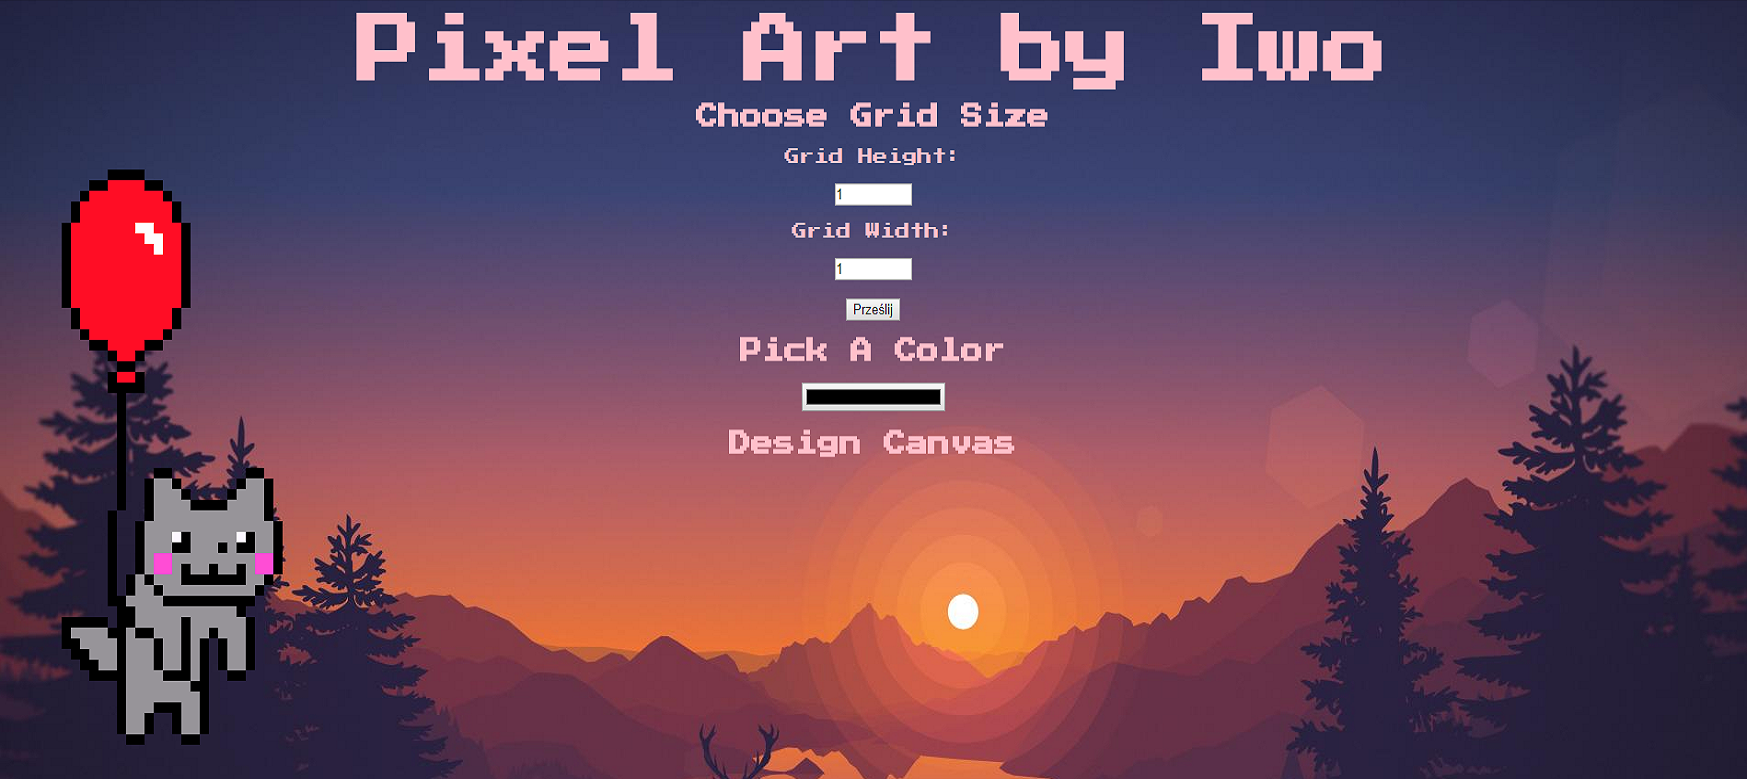 Pixel Art by Iwo
Choose Grid Size
Grid Height:
1
Grid Width:
1
Prześlij
Pick A Color
Design Canvas